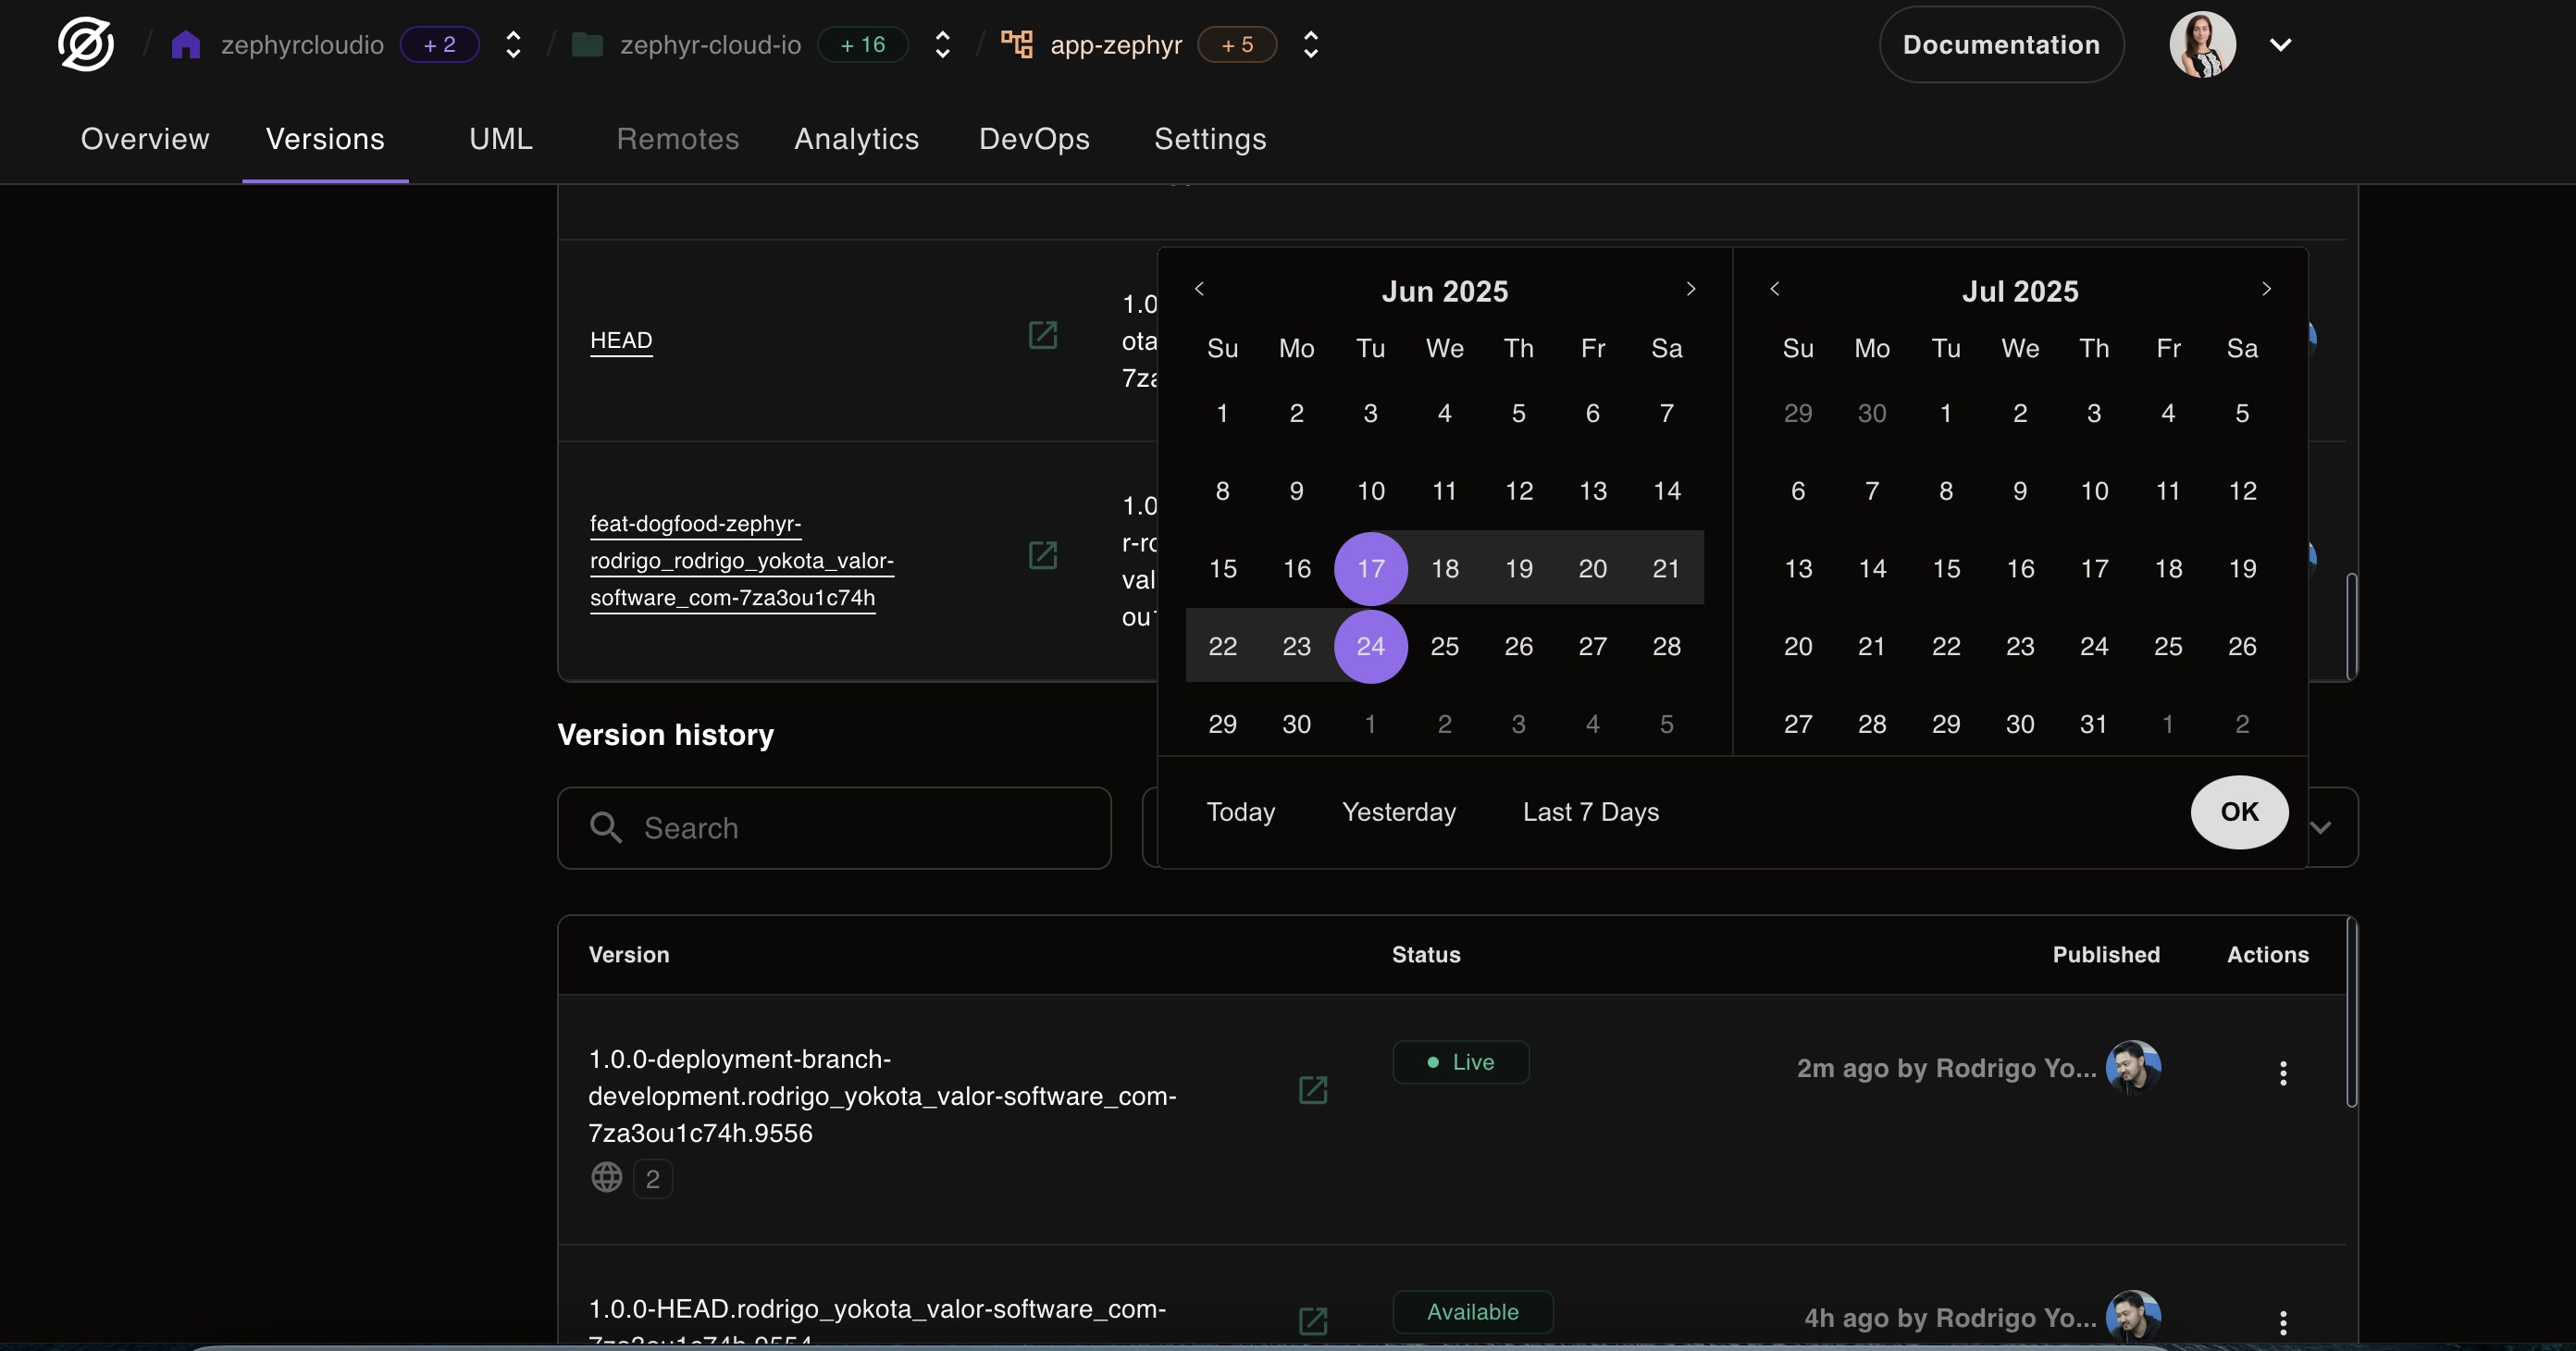 zephyrcloudio + 2 zephyr-cloud-io + 16 app-zephyr + 5 Documentation
Overview Versions UML Remotes Analytics DevOps Settings
HEAD
1.0
ota
feat-dogfood-zephyr-
rodrigo_rodrigo_yokota_valor-
software_com-7za3ou1c74h
1.0
val
Jun 2025
Su Mo Tu We Th Fr Sa
1 2 3 4 5 6 7
8 9 10 11 12 13 14
15 16 17 18 19 20 21
22 23 24 25 26 27 28
29 30 1 2 3 4 5
Jul 2025
Su Mo Tu We Th Fr Sa
29 30 1 2 3 4 5
6 7 8 9 10 11 12
13 14 15 16 17 18 19
20 21 22 23 24 25 26
27 28 29 30 31 1 2
Today Yesterday Last 7 Days OK
Version history
Search
Version Status Published Actions
1.0.0-deployment-branch-
development.rodrigo_yokota_valor-software_com-
7za3ou1c74h.9556
2
Live
2m ago by Rodrigo Yo...
1.0.0-HEAD.rodrigo_yokota_valor-software_com-
7za3ou1c74h.9554
Available
4h ago by Rodrigo Yo...